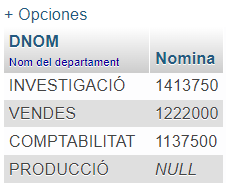 + Opciones
DNOM Nomina
Nom del departament
INVESTIGACIÓ 1413750
VENDES 1222000
COMPTABILITAT 1137500
PRODUCCIÓ NULL